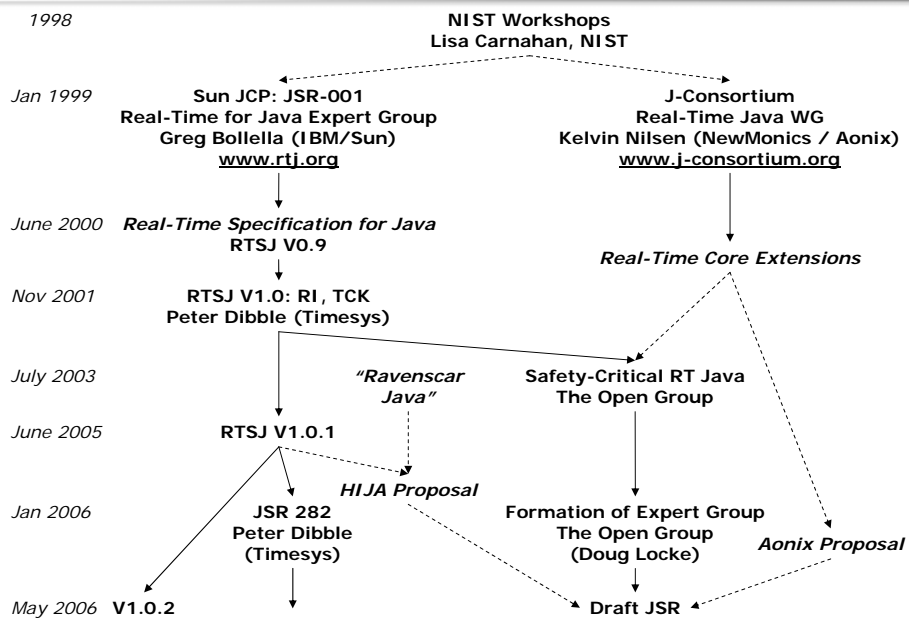 1998
NIST Workshops
Lisa Carnahan, NIST
Jan 1999
Sun JCP: JSR-001
Real-Time for Java Expert Group
Greg Bollella (IBM/Sun)
www.rtj.org
J-Consortium
Real-Time Java WG
Kelvin Nilsen (NewMonics / Aonix)
www.j-consortium.org
June 2000
Real-Time Specification for Java
RTSJ V0.9
Real-Time Core Extensions
Nov 2001
RTSJ V1.0: RI, TCK
Peter Dibble (Timesys)
July 2003
“Ravenscar
Java”
Safety-Critical RT Java
The Open Group
June 2005
RTSJ V1.0.1
HIJA Proposal
Jan 2006
JSR 282
Peter Dibble
(Timesys)
Formation of Expert Group
The Open Group
(Doug Locke)
Aonix Proposal
May 2006
V1.0.2
Draft JSR